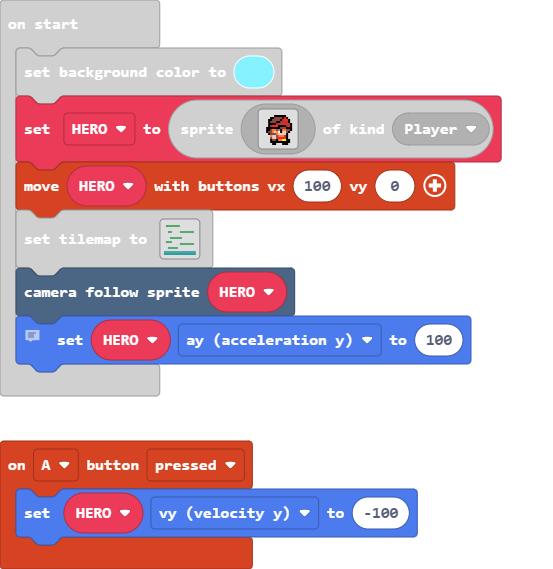 on start
set background color to
set HERO to sprite of kind Player
move HERO with buttons vx 100 vy 0
set tilemap to
camera follow sprite HERO
set HERO ay (acceleration y) to 100
on A button pressed
set HERO vy (velocity y) to -100